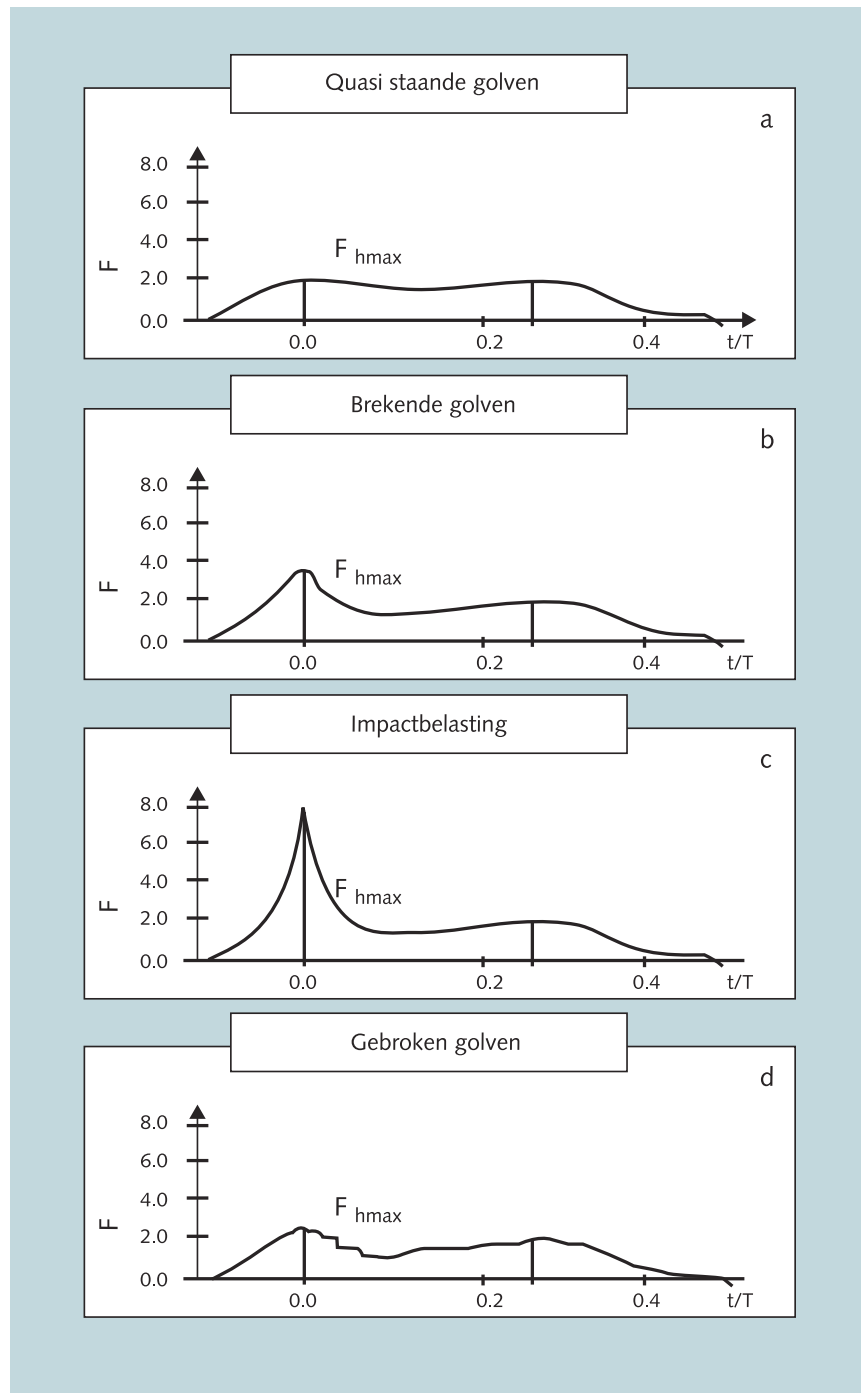 Quasi staande golven
a
8.0
6.0
4.0
F hmax
F
2.0
0.0
0.0 0.2 0.4 t/T
Brekende golven
b
8.0
6.0
4.0
F hmax
F
2.0
0.0
0.0 0.2 0.4 t/T
Impactbelasting
c
8.0
6.0
4.0
F hmax
F
2.0
0.0
0.0 0.2 0.4 t/T
Gebroken golven
d
8.0
6.0
4.0
F hmax
F
2.0
0.0
0.0 0.2 0.4 t/T